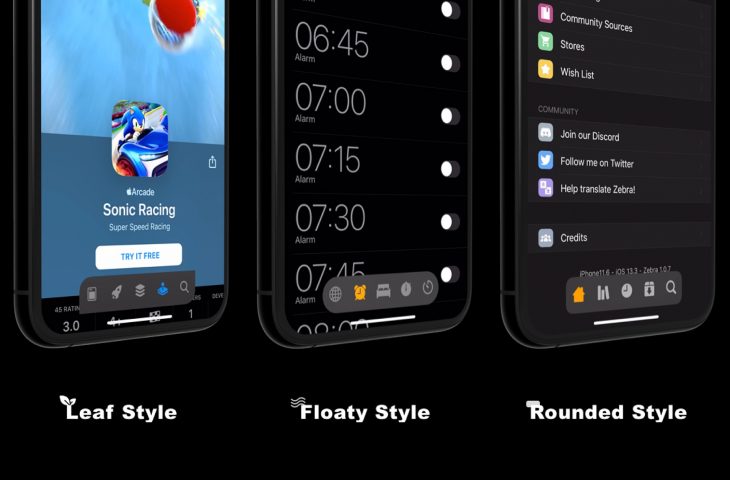 Arcade
Sonic Racing
Super Speed Racing
TRY IT FREE
3.0
1
06:45
Alarm
07:00
Alarm
07:15
Alarm
07:30
Alarm
07:45
Community Sources
Stores
Wish List
COMMUNITY
Join our Discord
Follow me on Twitter
Help translate Zebra!
Credits
iPhone11,6 - iOS 13.3 - Zebra 1.0.7
Leaf Style
Floaty Style
Rounded Style